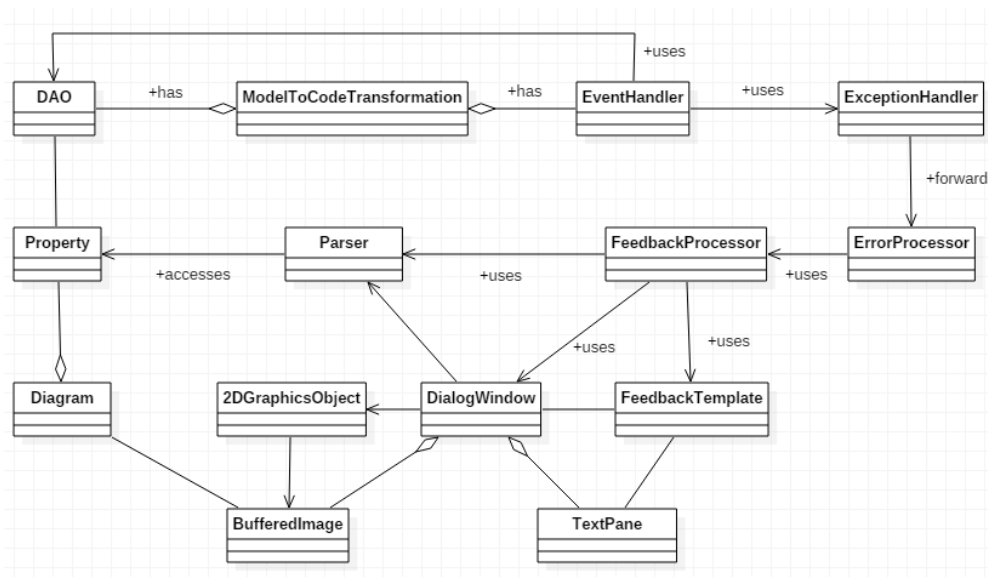 +uses
DAO
+has
ModelToCodeTransformation
+has
EventHandler
+uses
ExceptionHandler
+forward
Property
+accesses
Parser
+uses
FeedbackProcessor
+uses
ErrorProcessor
+uses
+uses
Diagram
2DGraphicsObject
DialogWindow
FeedbackTemplate
BufferedImage
TextPane